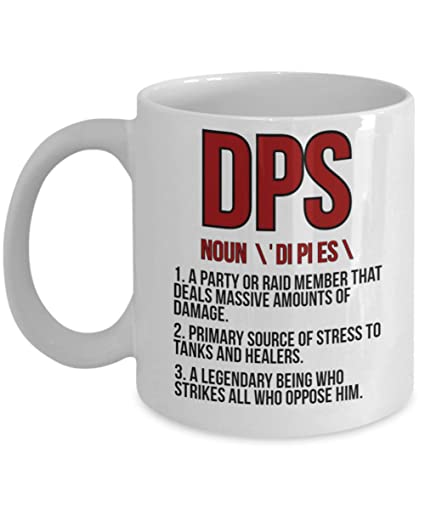 DPS
NOUN \ ' DI PI ES \
1. A PARTY OR RAID MEMBER THAT
DEALS MASSIVE AMOUNTS OF
DAMAGE.
2. PRIMARY SOURCE OF STRESS TO
TANKS AND HEALERS.
3. A LEGENDARY BEING WHO
STRIKES ALL WHO OPPOSE HIM.